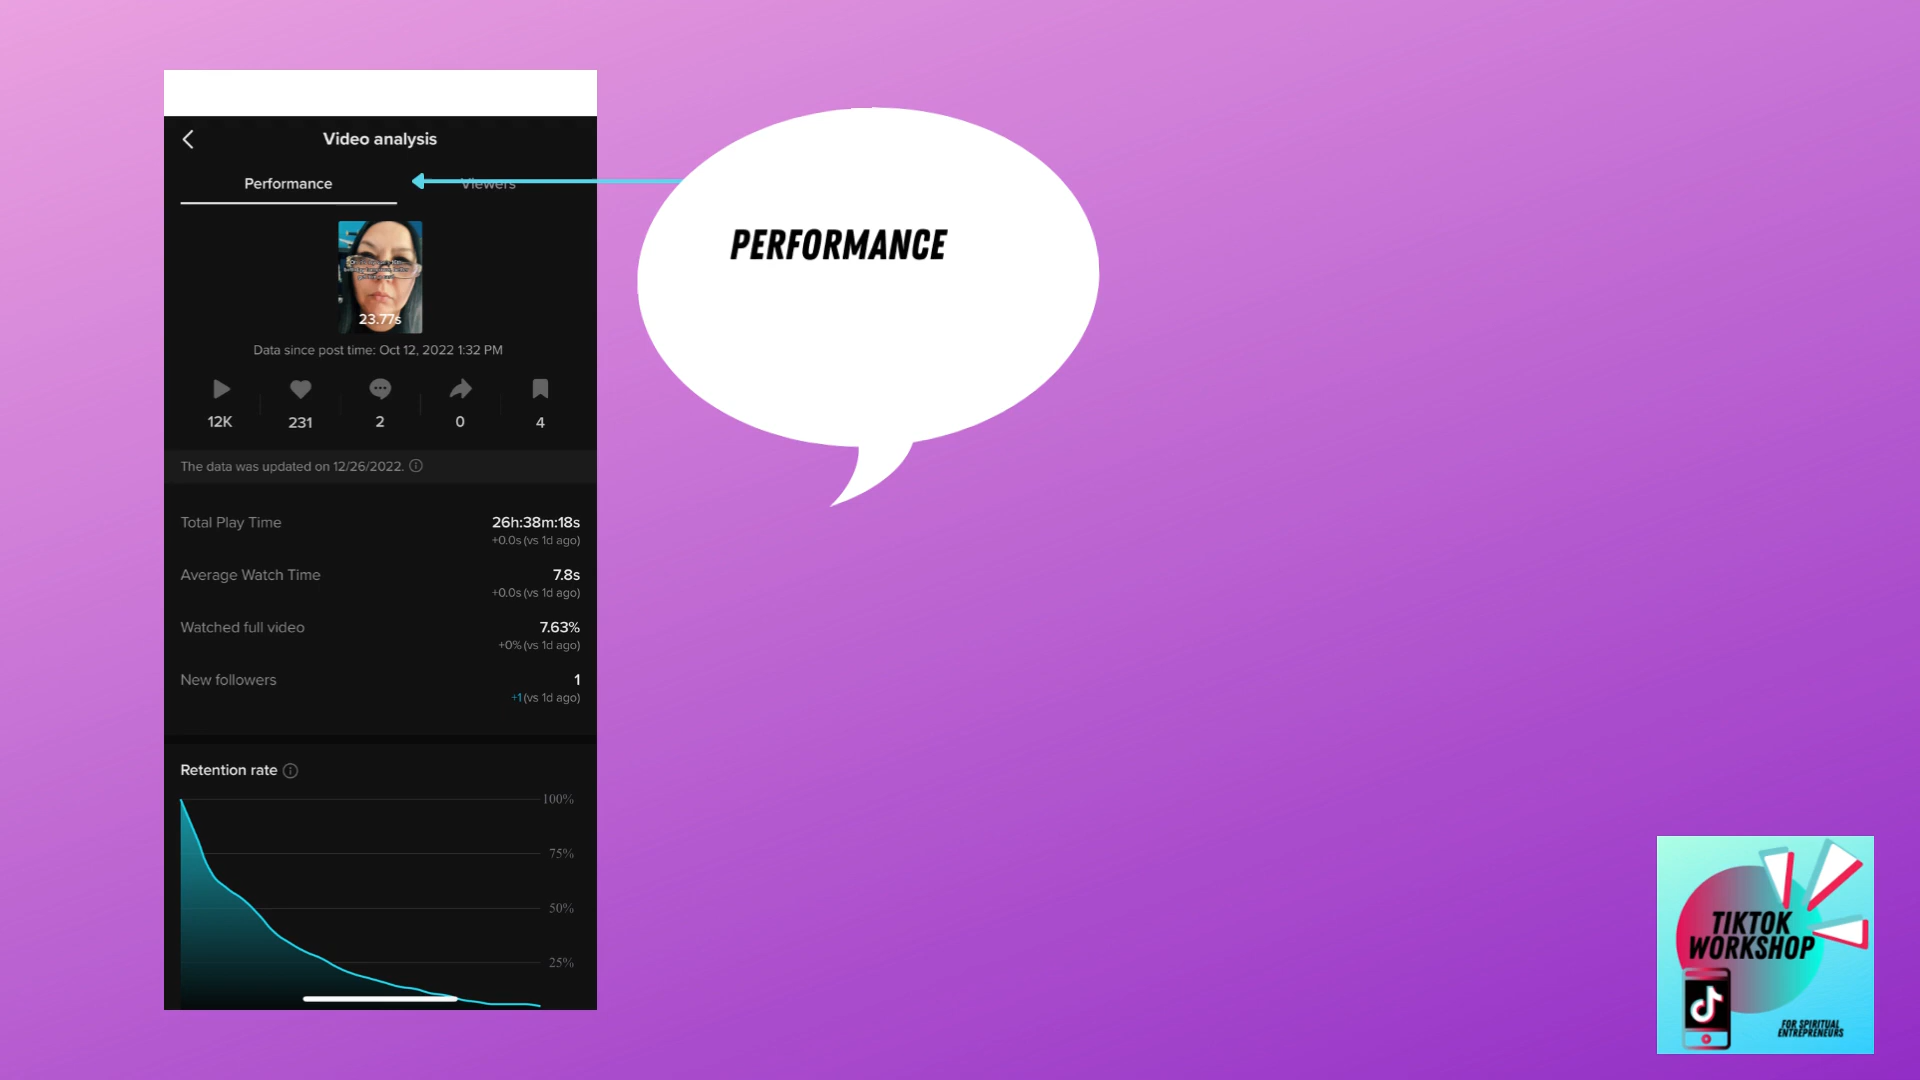 Video analysis
Performance
Viewers
PERFORMANCE
23.77s
Data since post time: Oct 12, 2022 1:32 PM
12K
231
2
0
4
The data was updated on 12/26/2022.
Total Play Time
26h:38m:18s
+0.0s (vs 1d ago)
Average Watch Time
7.8s
+0.0s (vs 1d ago)
Watched full video
7.63%
+0% (vs 1d ago)
New followers
1
+1 (vs 1d ago)
Retention rate
100%
75%
50%
25%
TIKTOK
WORKSHOP
FOR SPIRITUAL
ENTREPRENEURS